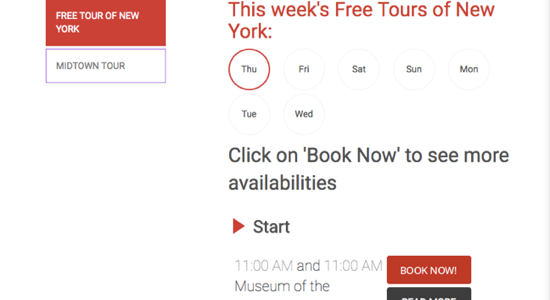 FREE TOUR OF NEW
YORK
MIDTOWN TOUR
This week's Free Tours of New
York:
Thu
Fri
Sat
Sun
Mon
Tue
Wed
Click on 'Book Now' to see more
availabilities
Start
11:00 AM and 11:00 AM
Museum of the
BOOK NOW!
READ MORE